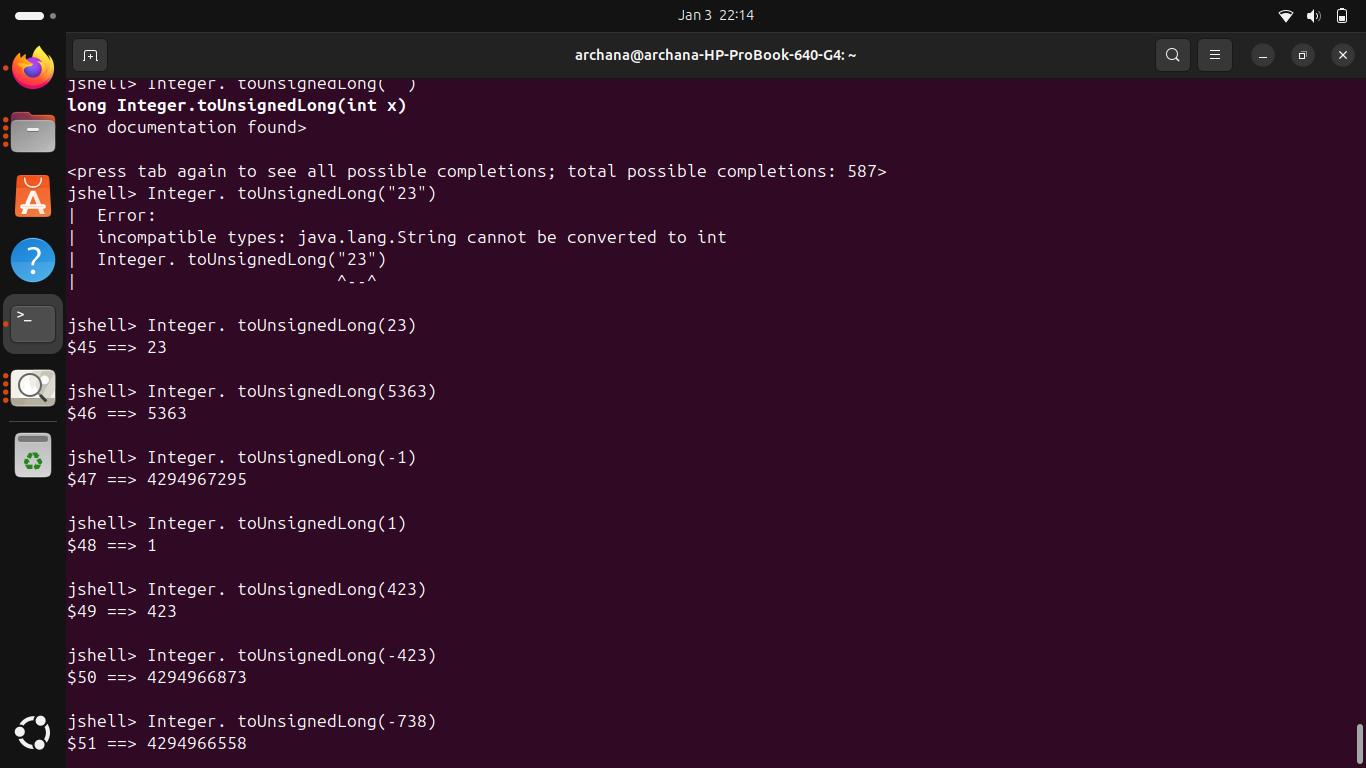 Jan 3 22:14
archana@archana-HP-ProBook-640-G4: ~
jshell> Integer. toUnsignedLong(  )
long Integer.toUnsignedLong(int x)
<no documentation found>
<press tab again to see all possible completions; total possible completions: 587>
jshell> Integer. toUnsignedLong("23")
|  Error:
|  incompatible types: java.lang.String cannot be converted to int
|  Integer. toUnsignedLong("23")
|                          ^--^
jshell> Integer. toUnsignedLong(23)
$45 ==> 23
jshell> Integer. toUnsignedLong(5363)
$46 ==> 5363
jshell> Integer. toUnsignedLong(-1)
$47 ==> 4294967295
jshell> Integer. toUnsignedLong(1)
$48 ==> 1
jshell> Integer. toUnsignedLong(423)
$49 ==> 423
jshell> Integer. toUnsignedLong(-423)
$50 ==> 4294966873
jshell> Integer. toUnsignedLong(-738)
$51 ==> 4294966558